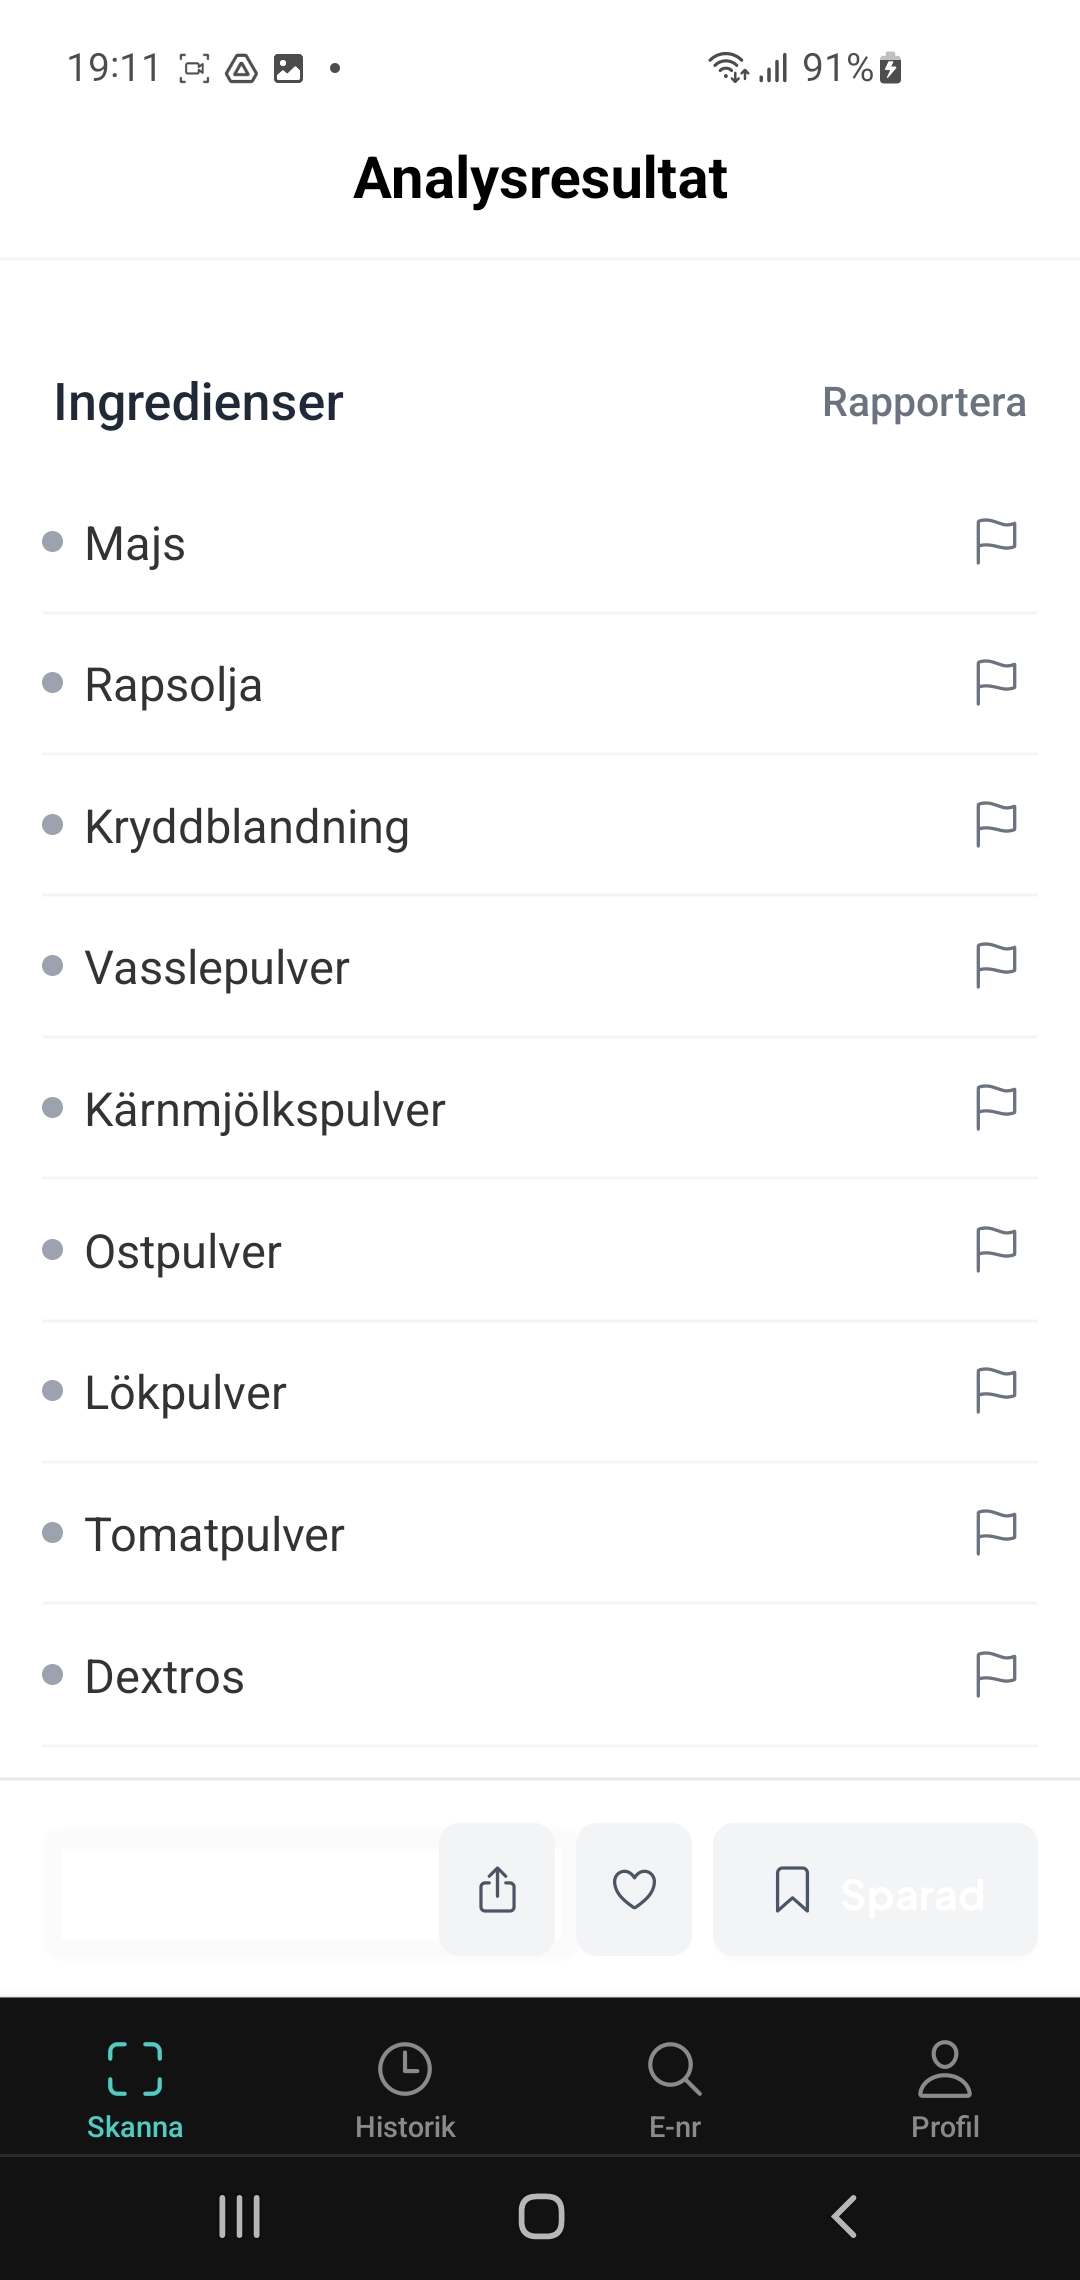 19:11 91%
Analysresultat
Ingredienser Rapportera
Majs
Rapsolja
Kryddblandning
Vasslepulver
Kärnmjölkspulver
Ostpulver
Lökpulver
Tomatpulver
Dextros
Sparad
Skanna Historik E-nr Profil